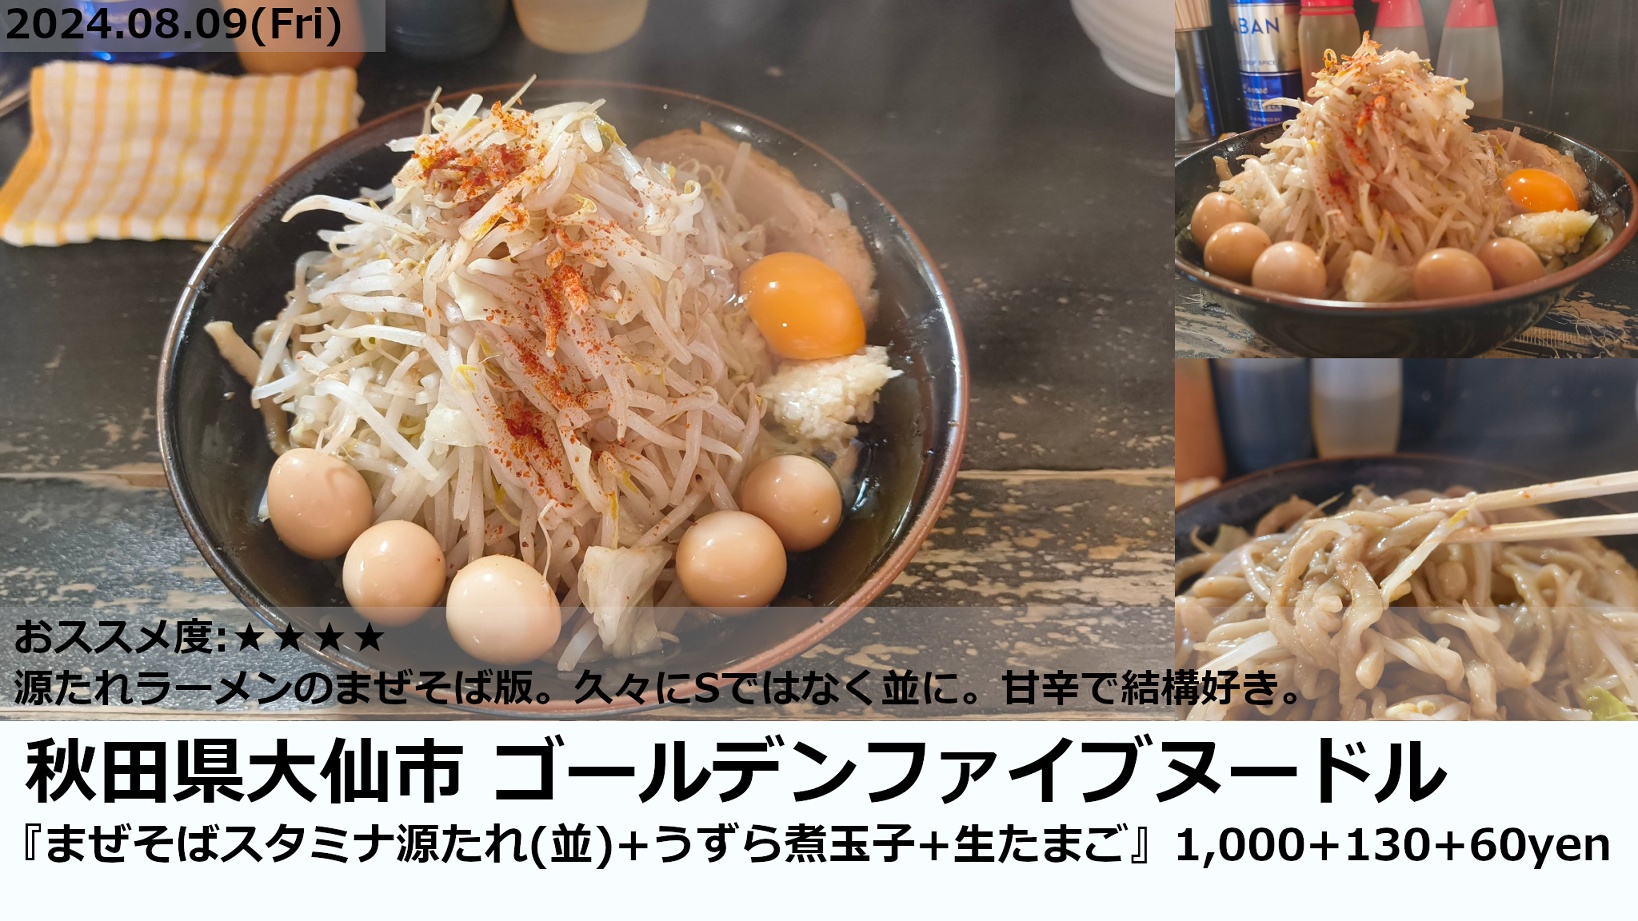 2024.08.09(Fri)
ABAN
おススメ度:★★★★
源たれラーメンのまぜそば版。久々にSではなく並に。甘辛で結構好き。
秋田県大仙市 ゴールデンファイブヌードル
『まぜそばスタミナ源たれ(並)+うずら煮玉子+生たまご』1,000+130+60yen